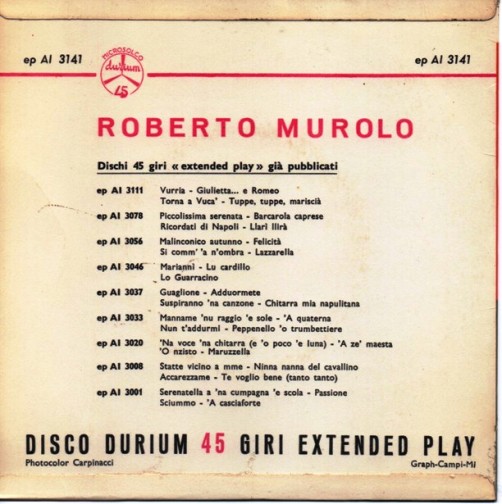 ep AI 3141
MICROSOLCO
durium
45
ep AI 3141
ROBERTO MUROLO
Dischi 45 giri « extended play » già pubblicati
ep AI 3111 Vurria - Giulietta... e Romeo
Torna a Vuca' - Tuppe, tuppe, mariscià
ep AI 3078 Piccolissima serenata - Barcarola caprese
Ricordati di Napoli - Llarì llirà
ep AI 3056 Malinconico autunno - Felicità
Si comm' 'a n'ombra - Lazzarella
ep AI 3046 Mariannì - Lu cardillo
Lo Guarracino
ep AI 3037 Guaglione - Adduormete
Suspiranno 'na canzone - Chitarra mia napulitana
ep AI 3033 Manname 'nu raggio 'e sole - 'A quaterna
Nun t'addurmì - Peppenello 'o trumbettiere
ep AI 3020 'Na voce 'na chitarra (e 'o poco 'e luna) - 'A ze' maesta
'O nzisto - Maruzzella
ep AI 3008 Statte vicino a mme - Ninna nanna del cavallino
Accarezzame - Te voglio bene (tanto tanto)
ep AI 3001 Serenatella a 'na cumpagna 'e scola - Passione
Sciummo - 'A casciaforte
DISCO DURIUM 45 GIRI EXTENDED PLAY
Photocolor Carpinacci
Graph-Campi-MI